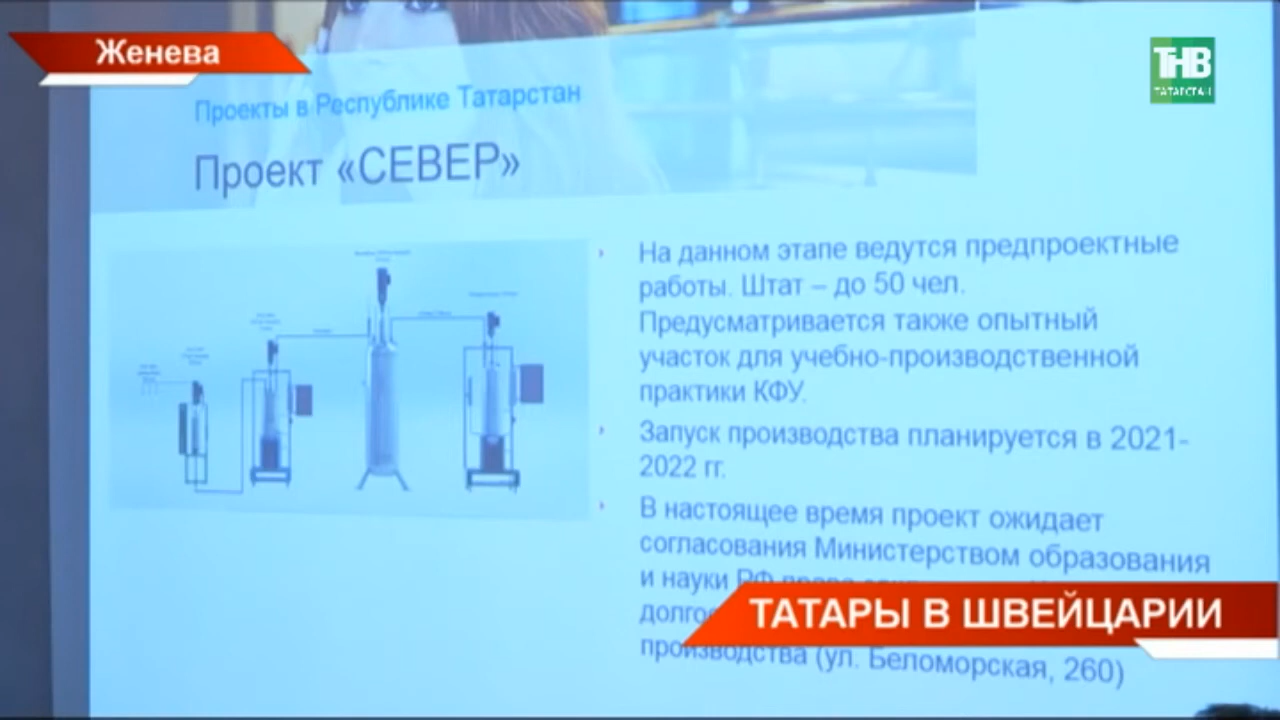 Женева
ТНВ
ТАТАРСТАН
Проекты в Республике Татарстан
Проект «СЕВЕР»
На данном этапе ведутся предпроектные
работы. Штат – до 50 чел.
Предусматривается также опытный
участок для учебно-производственной
практики КФУ.
Запуск производства планируется в 2021-
2022 гг.
В настоящее время проект ожидает
согласования Министерством образования
и науки РФ
ТАТАРЫ В ШВЕЙЦАРИИ
производства (ул. Беломорская, 260)